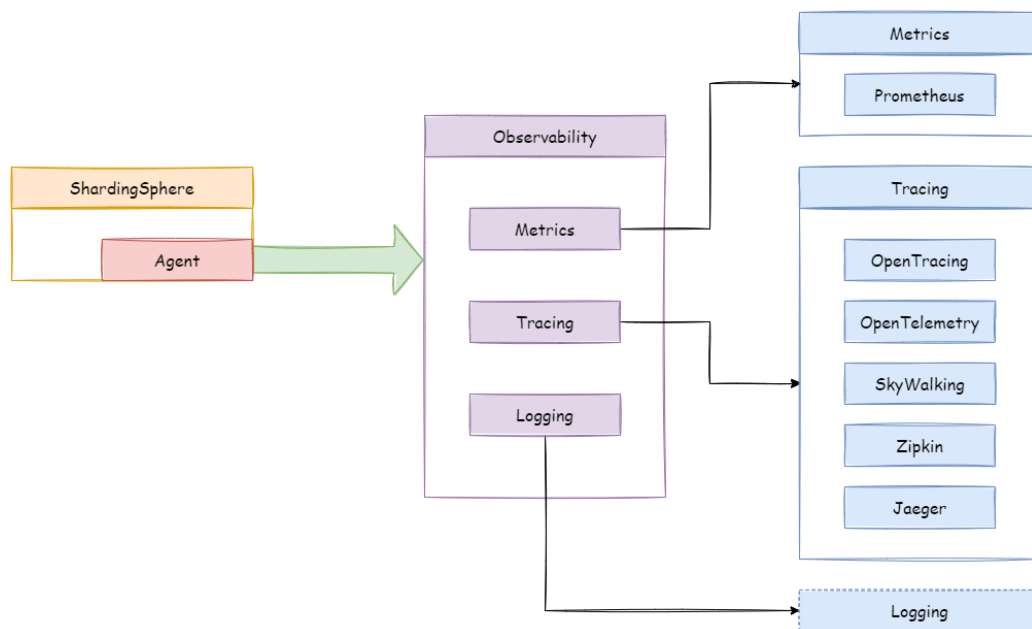 ShardingSphere
Agent
Observability
Metrics
Tracing
Logging
Metrics
Prometheus
Tracing
OpenTracing
OpenTelemetry
SkyWalking
Zipkin
Jaeger
Logging